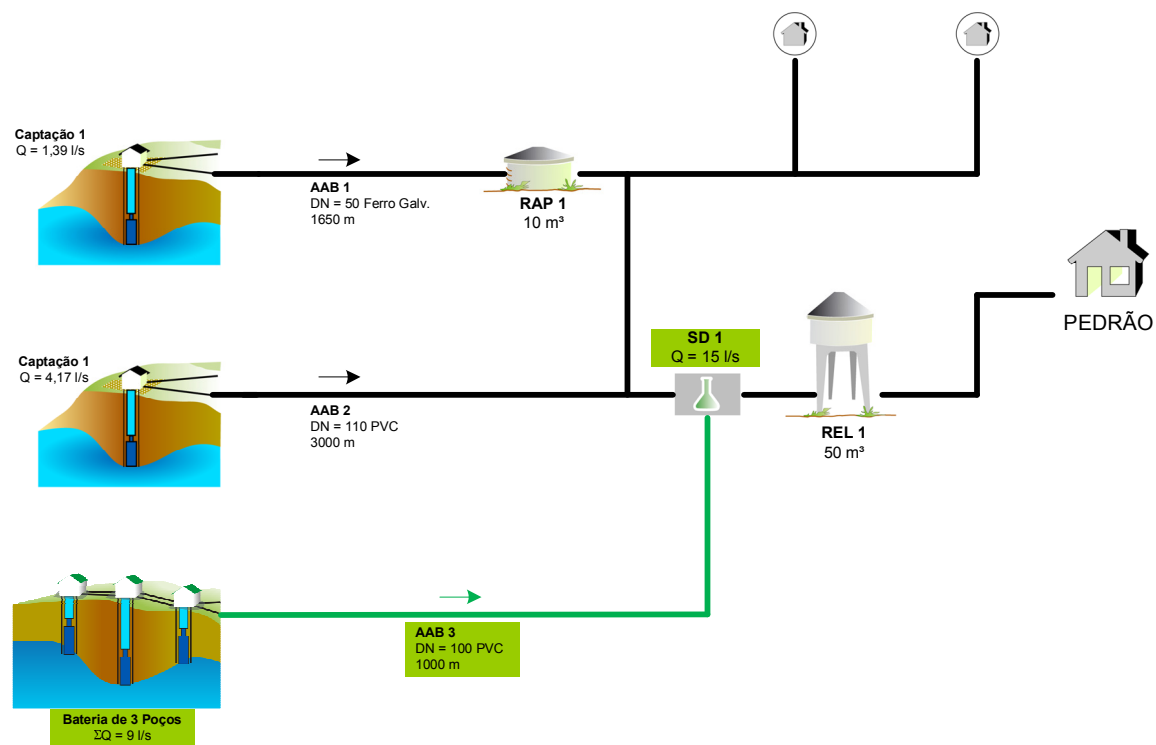 Captação 1
Q = 1,39 l/s
AAB 1
DN = 50 Ferro Galv.
1650 m
RAP 1
10 m³
PEDRÃO
SD 1
Q = 15 l/s
Captação 1
Q = 4,17 l/s
AAB 2
DN = 110 PVC
3000 m
REL 1
50 m³
AAB 3
DN = 100 PVC
1000 m
Bateria de 3 Poços
ΣQ = 9 l/s